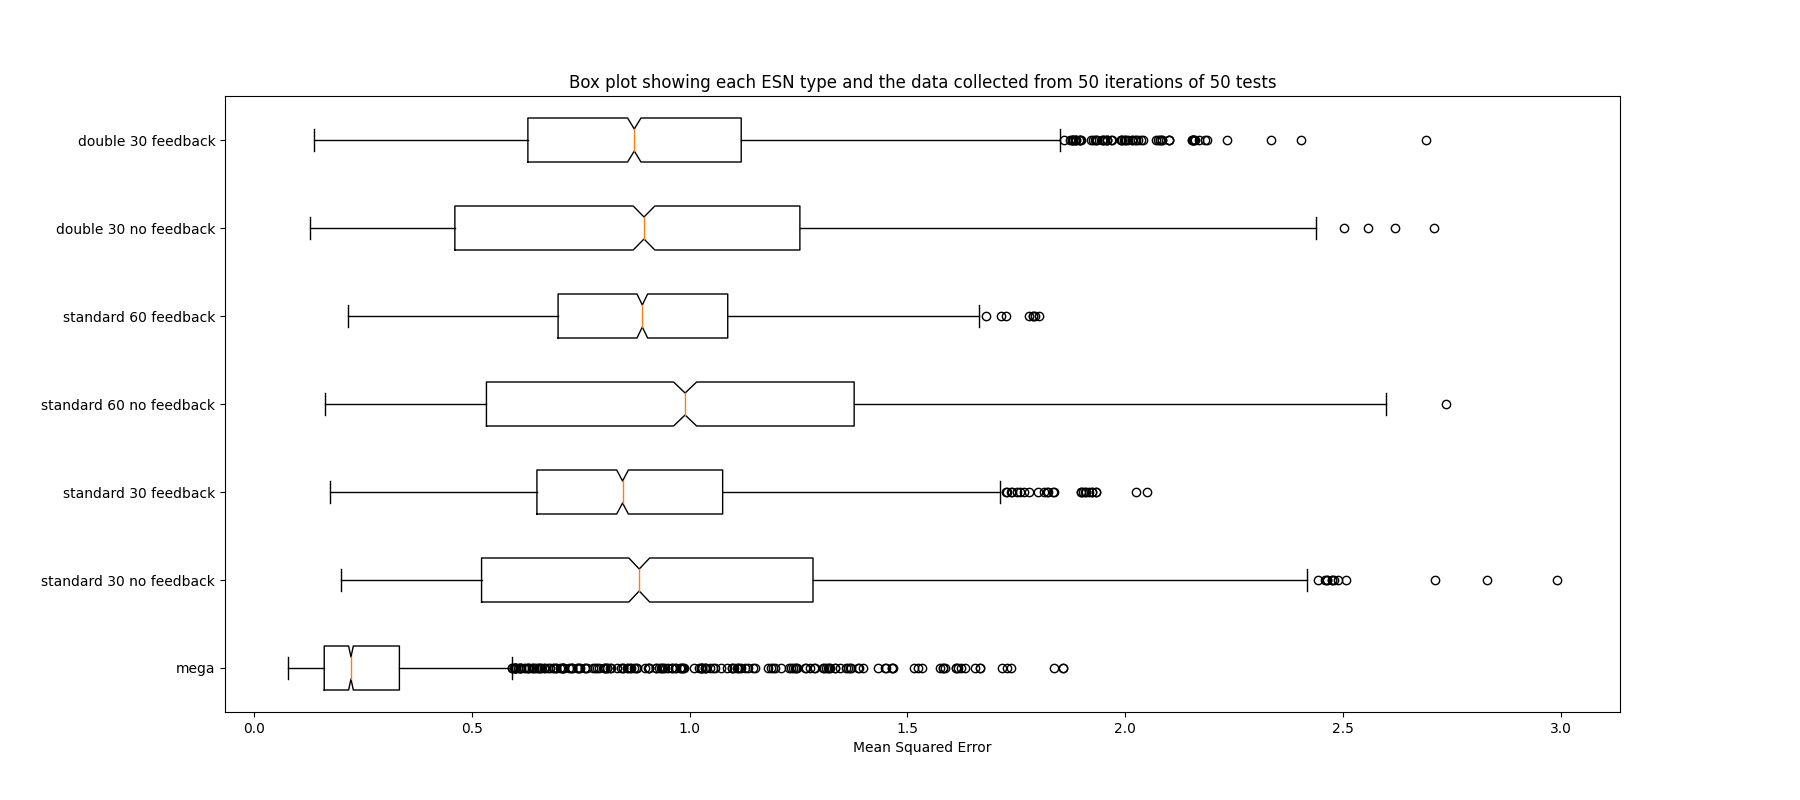 Box plot showing each ESN type and the data collected from 50 iterations of 50 tests
double 30 feedback
double 30 no feedback
standard 60 feedback
standard 60 no feedback
standard 30 feedback
standard 30 no feedback
mega
0.0 0.5 1.0 1.5 2.0 2.5 3.0
Mean Squared Error